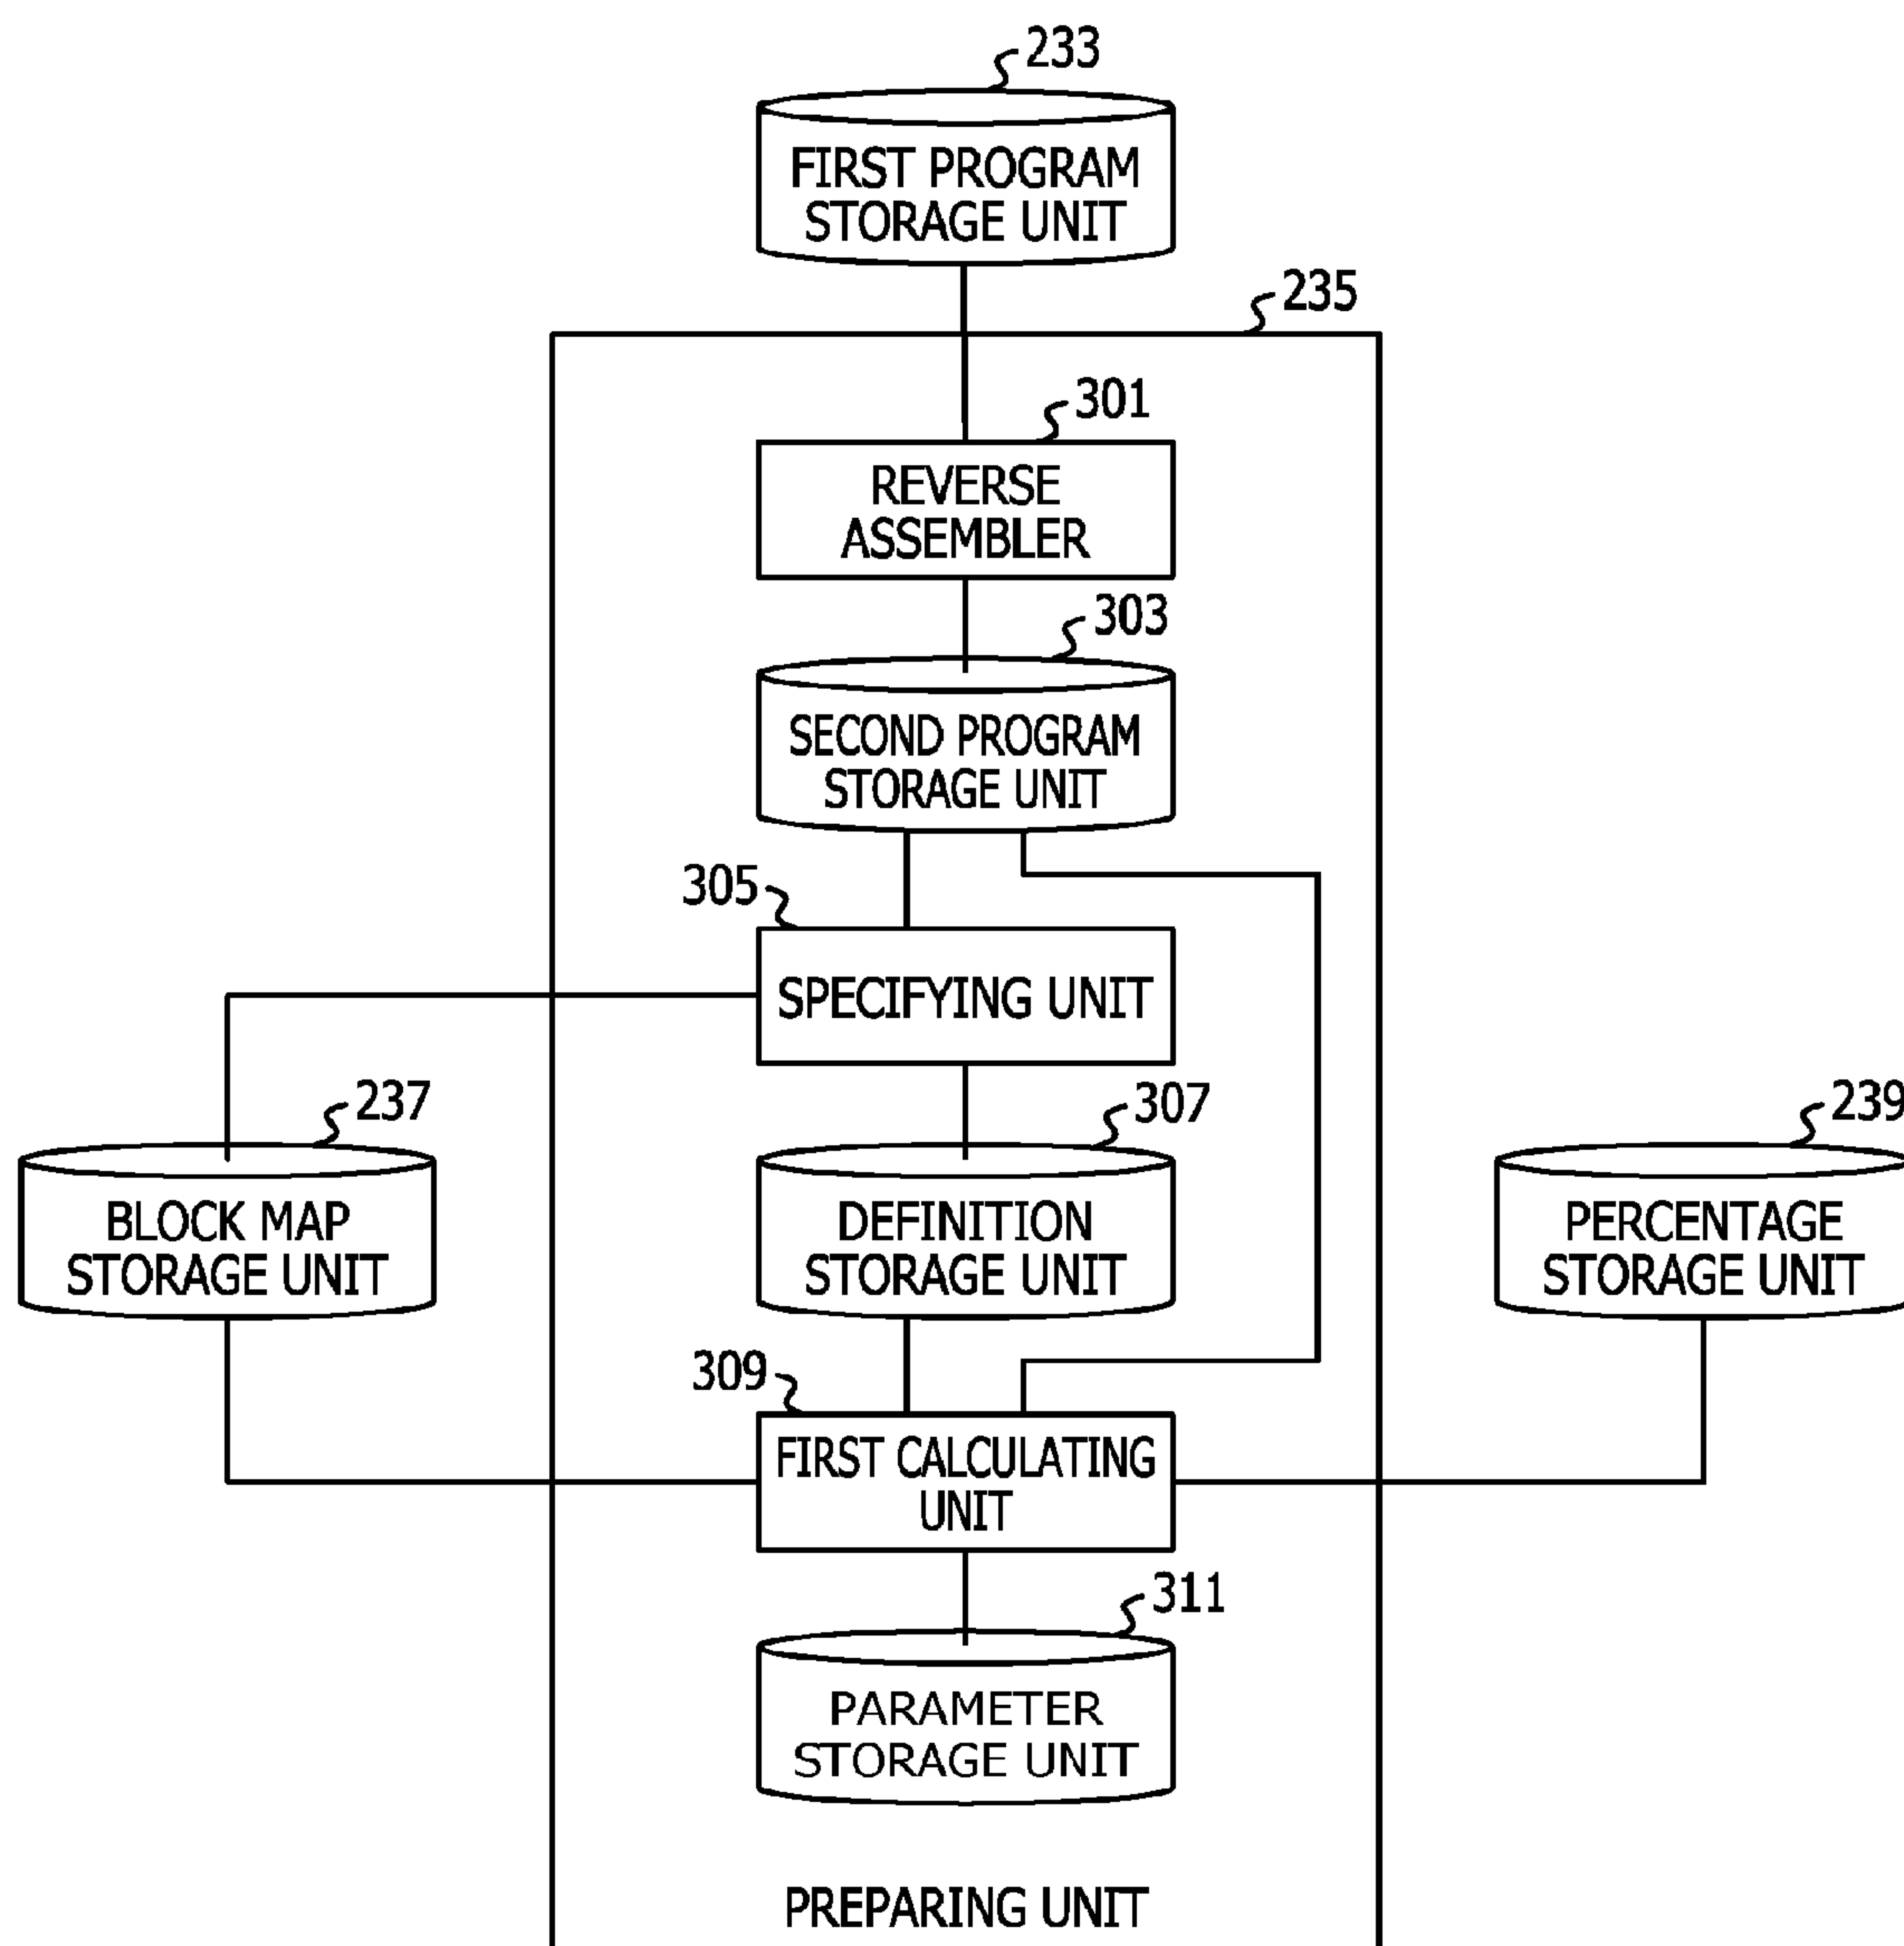 233
FIRST PROGRAM
STORAGE UNIT
235
301
REVERSE
ASSEMBLER
303
SECOND PROGRAM
STORAGE UNIT
305
SPECIFYING UNIT
237
BLOCK MAP
STORAGE UNIT
307
DEFINITION
STORAGE UNIT
239
PERCENTAGE
STORAGE UNIT
309
FIRST CALCULATING
UNIT
311
PARAMETER
STORAGE UNIT
PREPARING UNIT